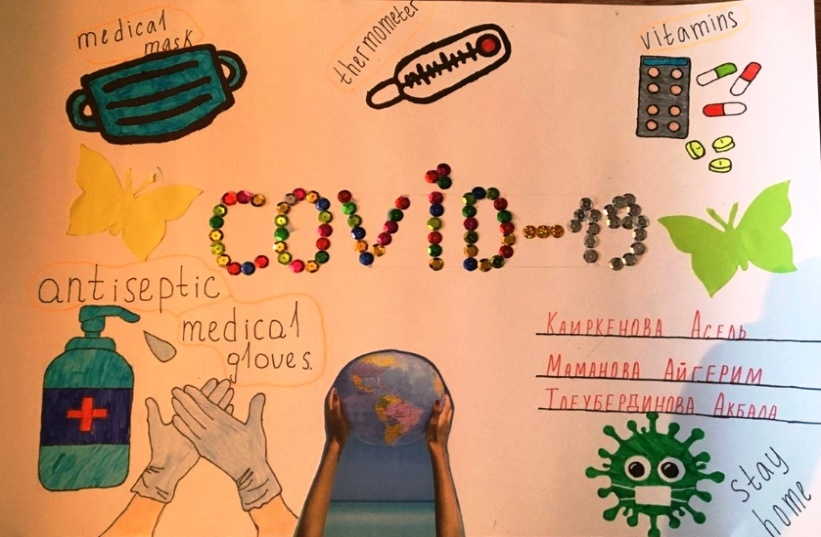 medical
mask
thermometer
vitamins
COViD-19
antiseptic
medical
gloves.
Каиркенова Асель
Маманова Айгерим
Тлеубердинова Акбала
stay
home